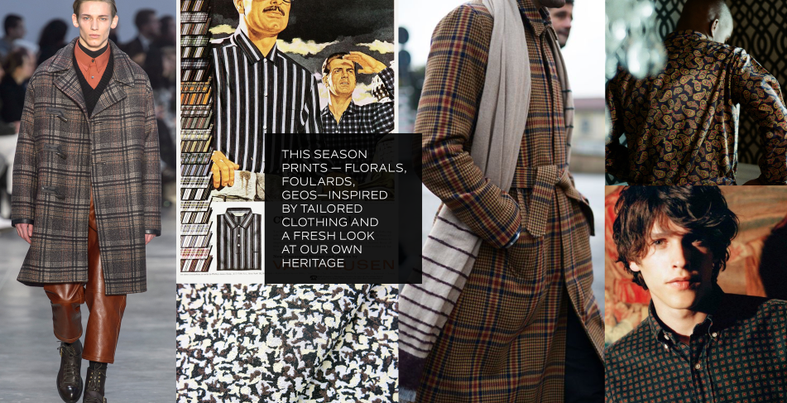 THIS SEASON
PRINTS — FLORALS,
FOULARDS,
GEOS—INSPIRED
BY TAILORED
CLOTHING AND
A FRESH LOOK
AT OUR OWN
HERITAGE